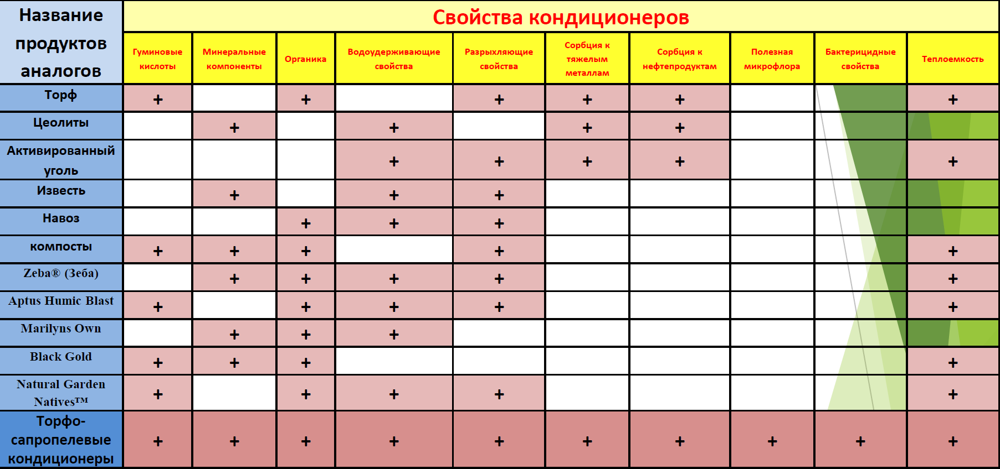 Название
продуктов
аналогов
Свойства кондиционеров
Гуминовые
кислоты
Минеральные
компоненты
Органика
Водоудерживающие
свойства
Разрыхляющие
свойства
Сорбция к
тяжелым
металлам
Сорбция к
нефтепродуктам
Полезная
микрофлора
Бактерицидные
свойства
Теплоемкость
Торф
+ + + + + +
Цеолиты
+ + + +
Активированный
уголь
+ + + + +
Известь
+ + +
Навоз
+ + +
компосты
+ + + + +
Zeba® (Зеба)
+ + + + +
Aptus Humic Blast
+ + + + +
Marilyns Own
+ + +
Black Gold
+ + + +
Natural Garden
Natives™
+ + + + +
Торфо-
сапропелевые
кондиционеры
+ + + + + + + + + +